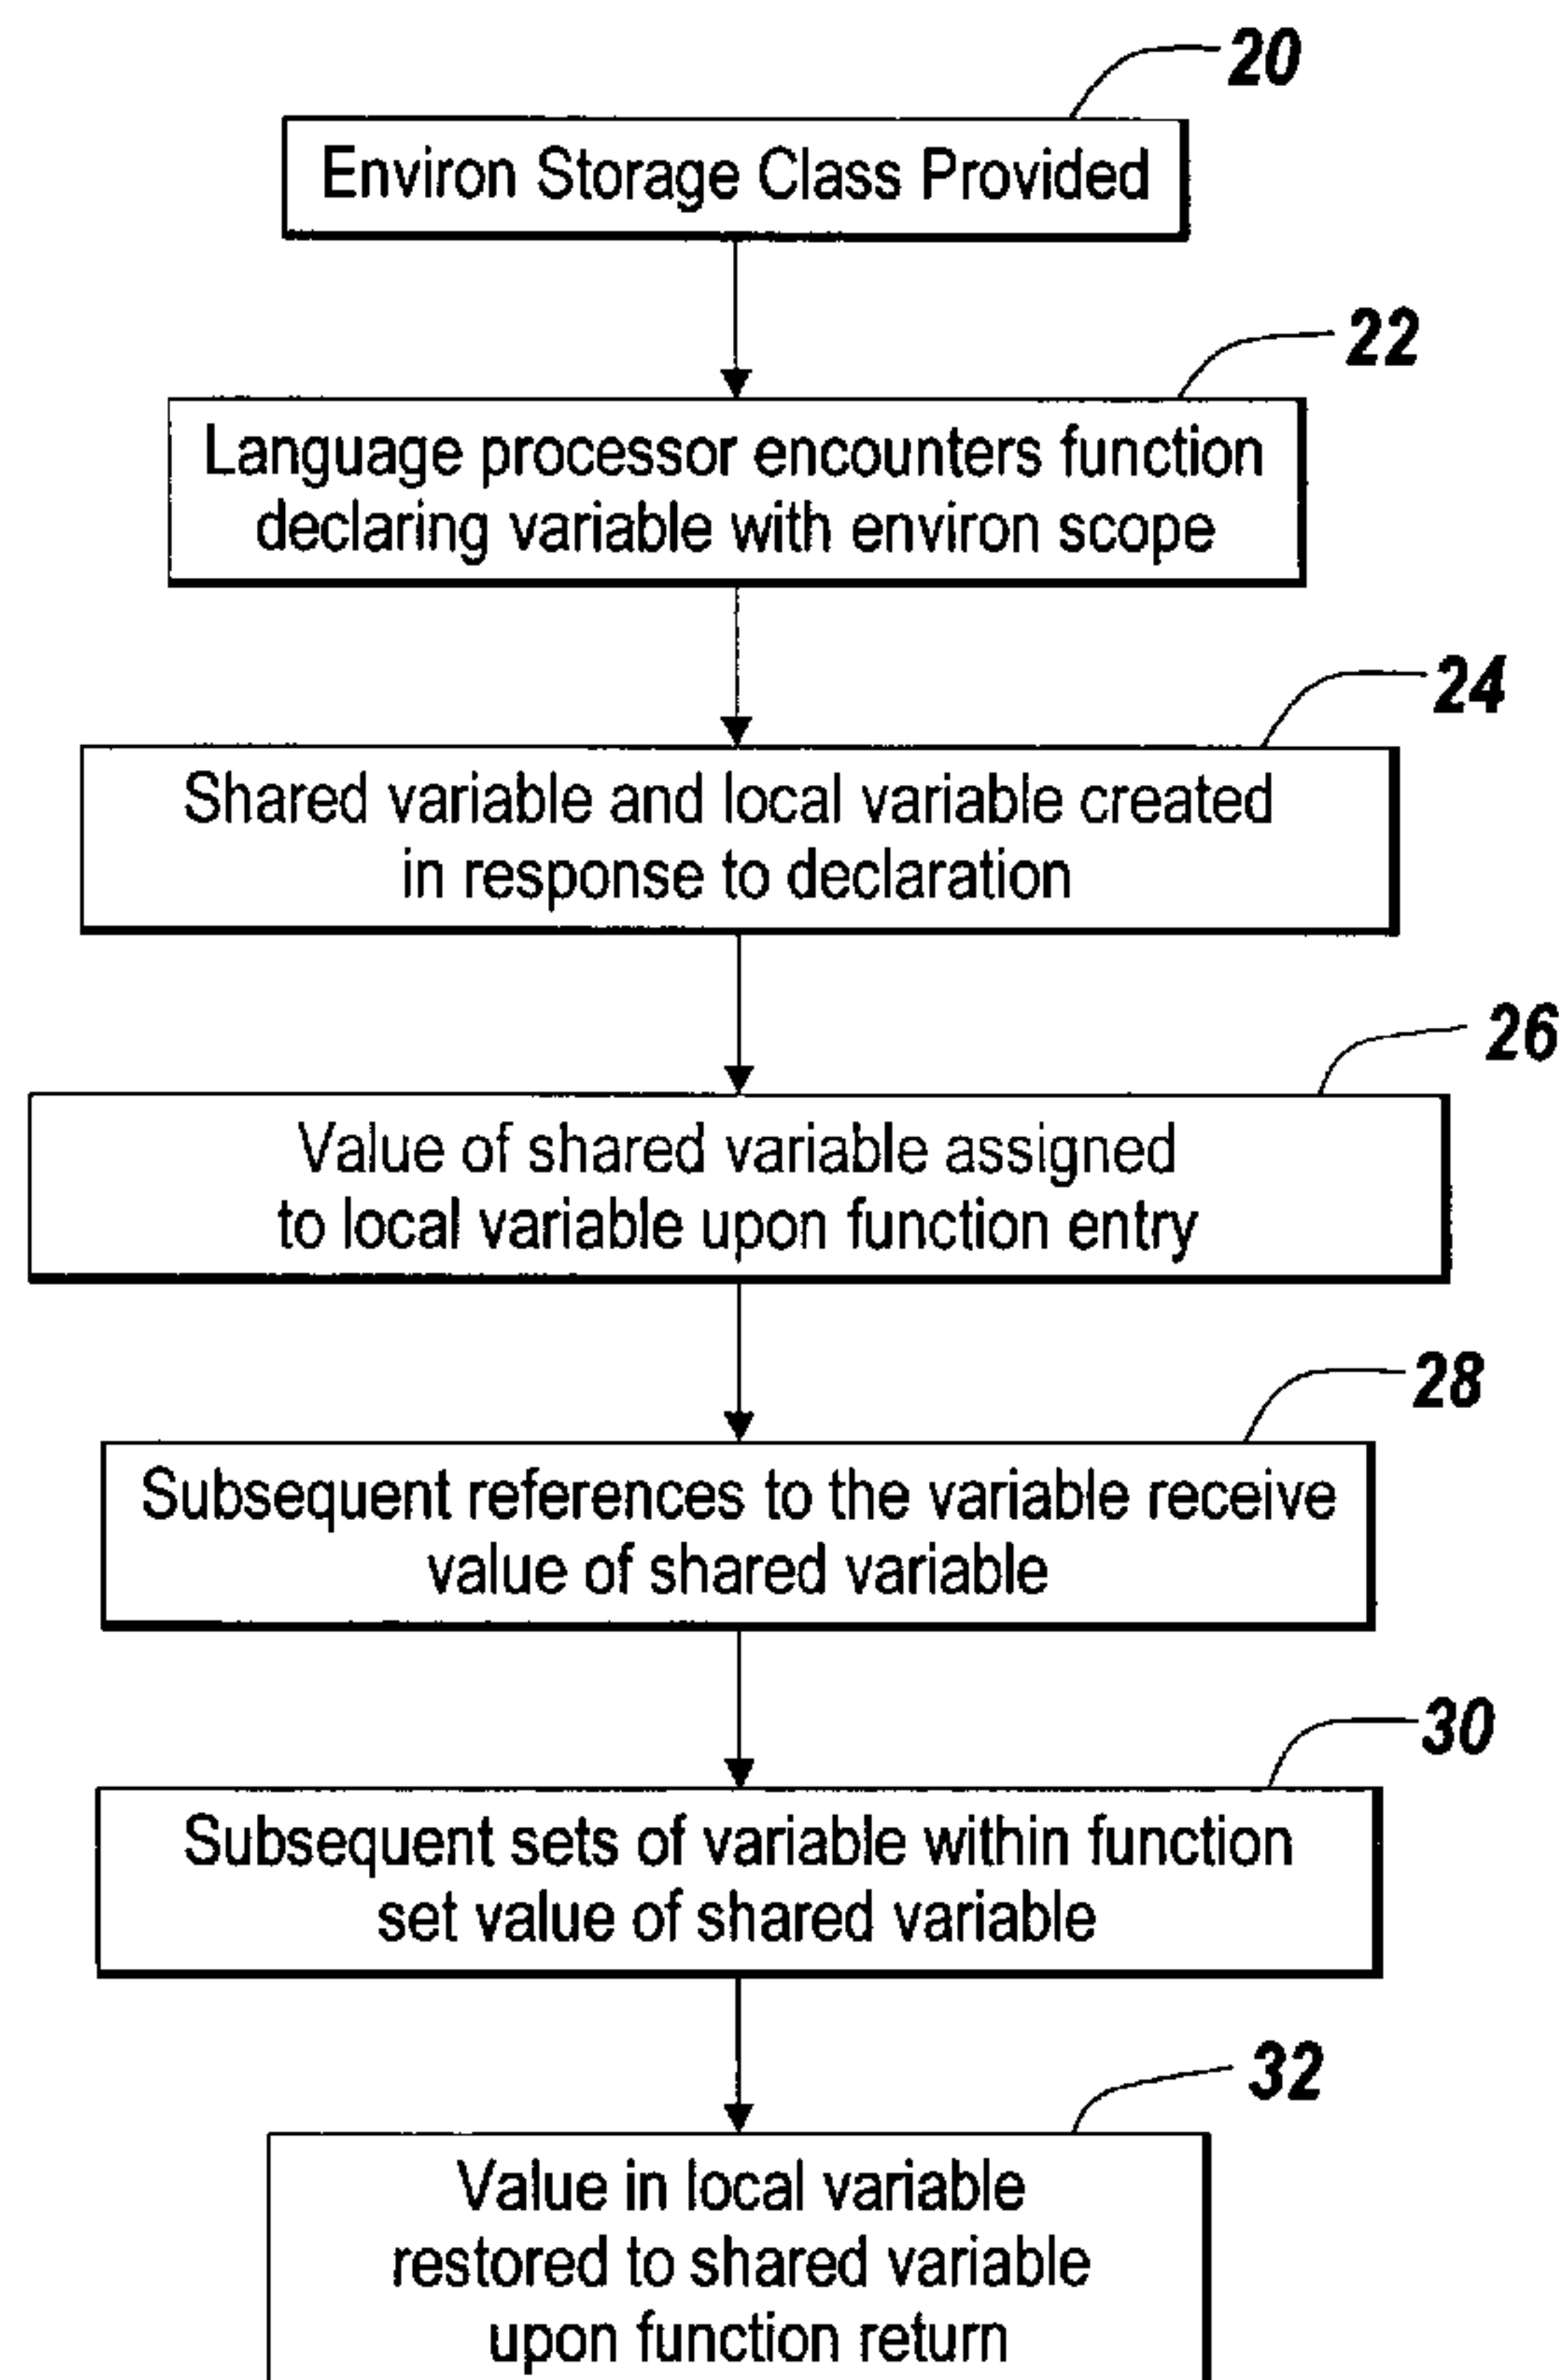 20
Environ Storage Class Provided
22
Language processor encounters function
declaring variable with environ scope
24
Shared variable and local variable created
in response to declaration
26
Value of shared variable assigned
to local variable upon function entry
28
Subsequent references to the variable receive
value of shared variable
30
Subsequent sets of variable within function
set value of shared variable
32
Value in local variable
restored to shared variable
upon function return